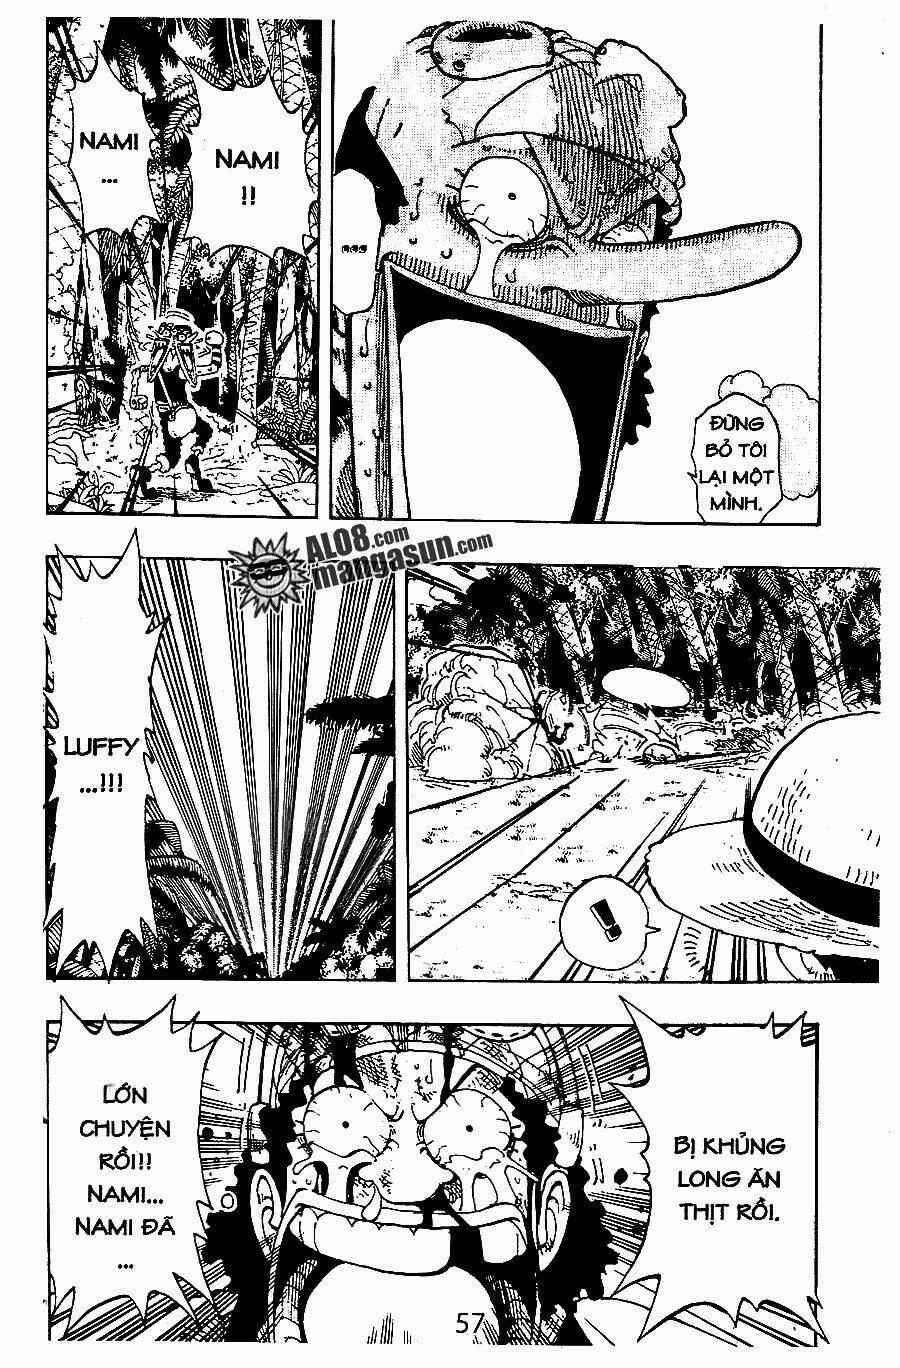 NAMI
...
NAMI
!!
...
ĐỪNG
BỎ TÔI
LẠI MỘT
MÌNH.
AL08.com
mangasun.com
LUFFY
...!!!
!
LỚN
CHUYỆN
RỒI!!
NAMI...
NAMI ĐÃ
...
BỊ KHỦNG
LONG ĂN
THỊT RỒI.
57